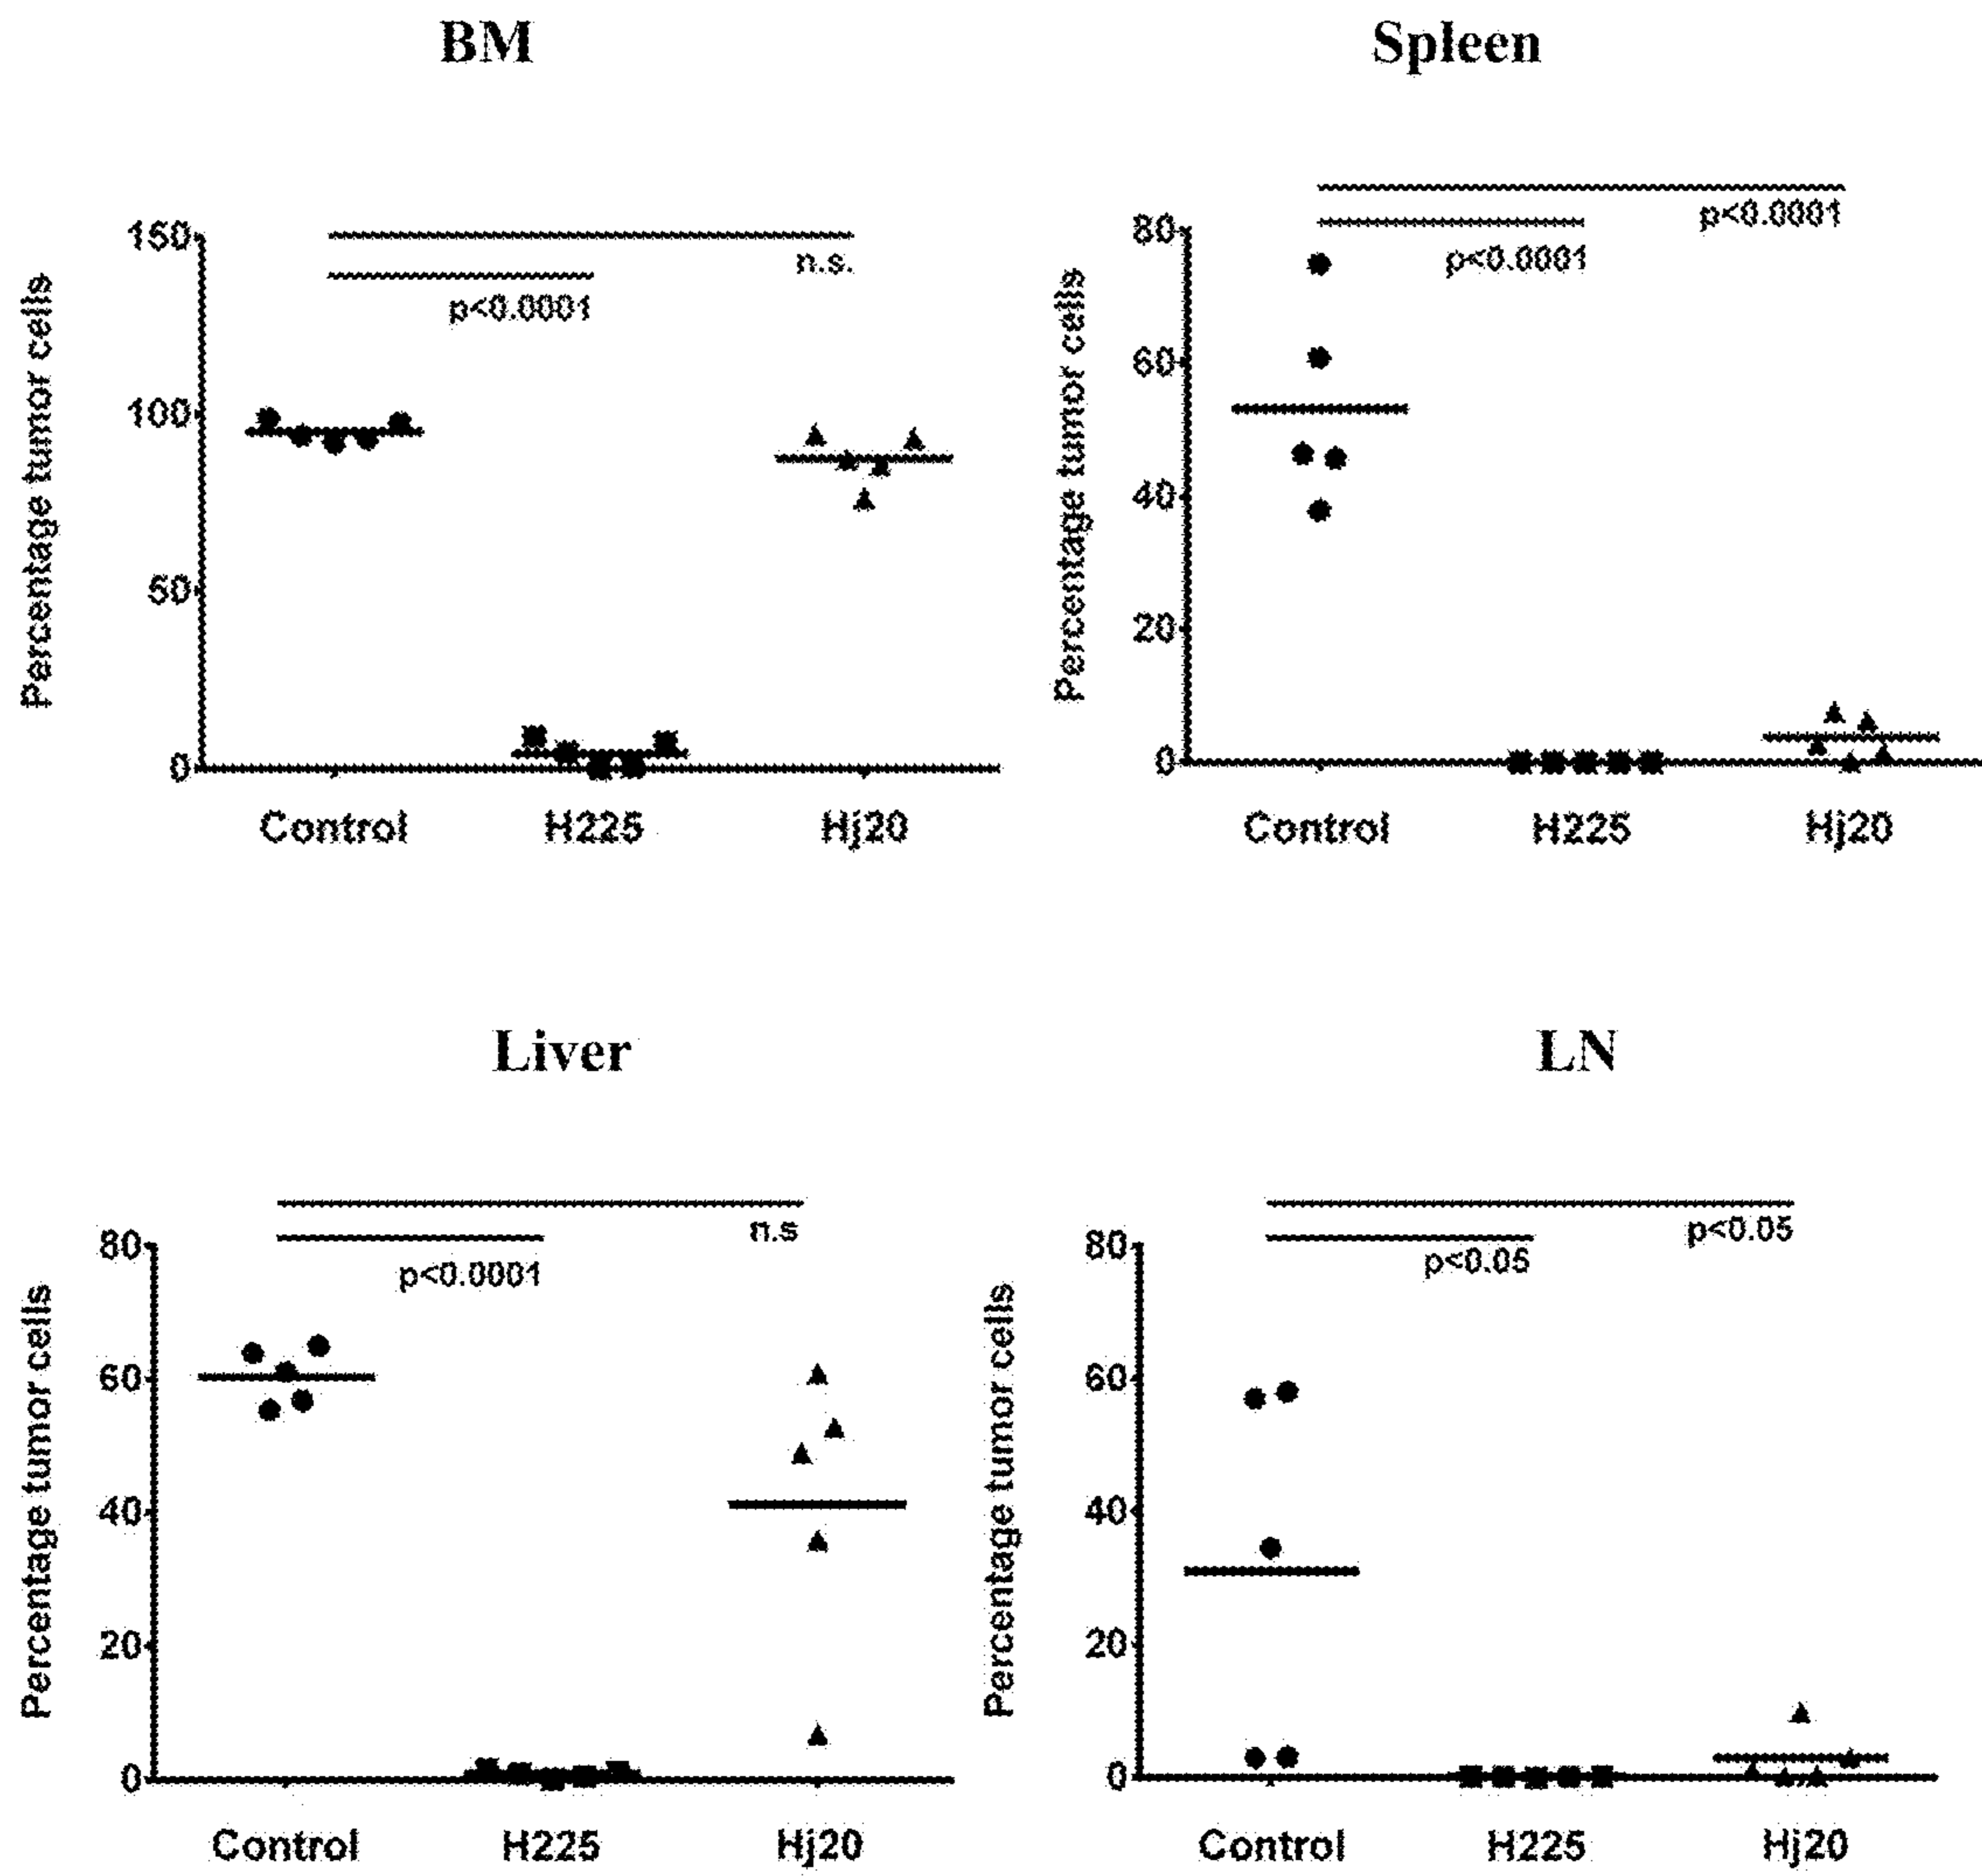 BM
Percentage tumor cells
150
100
50
0
n.s.
p<0.0001
Control H225 Hj20
Spleen
Percentage tumor cells
80
60
40
20
0
p<0.0001
p<0.0001
Control H225 Hj20
Liver
Percentage tumor cells
80
60
40
20
0
n.s
p<0.0001
Control H225 Hj20
LN
Percentage tumor cells
80
60
40
20
0
p<0.05
p<0.05
Control H225 Hj20